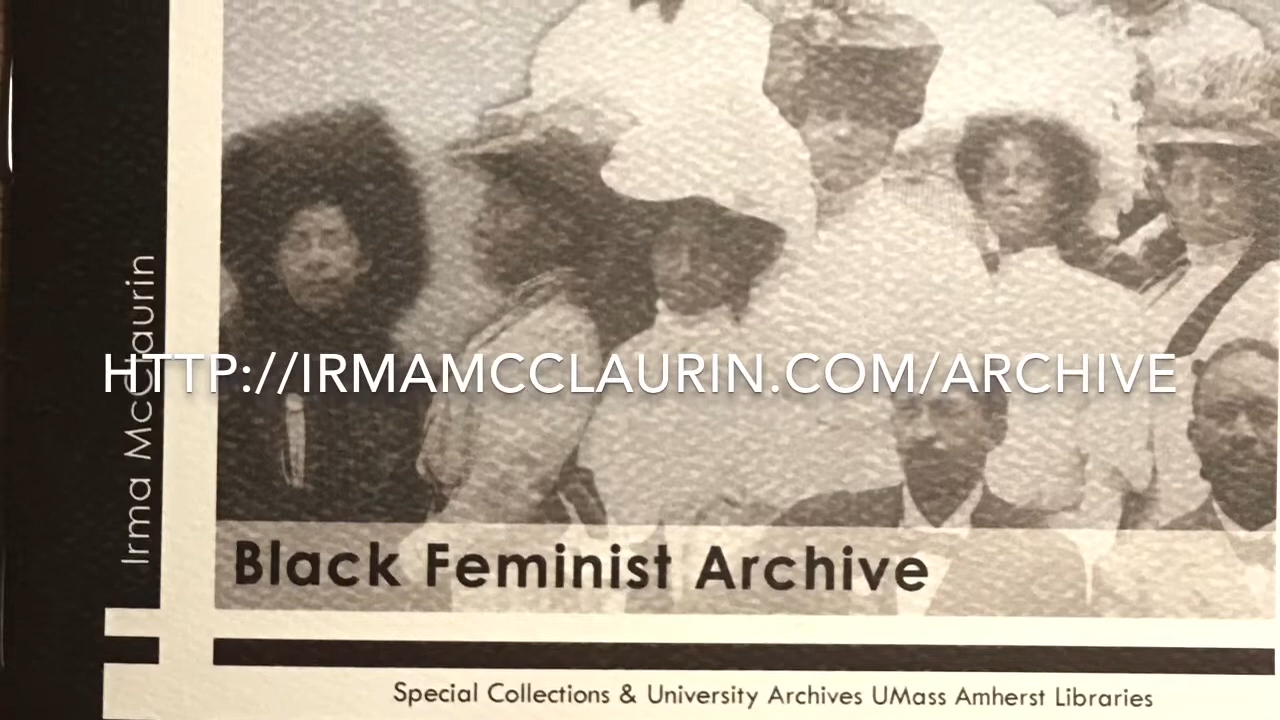 Irma McClaurin
HTTP://IRMAMCCLAURIN.COM/ARCHIVE
Black Feminist Archive
Special Collections & University Archives UMass Amherst Libraries